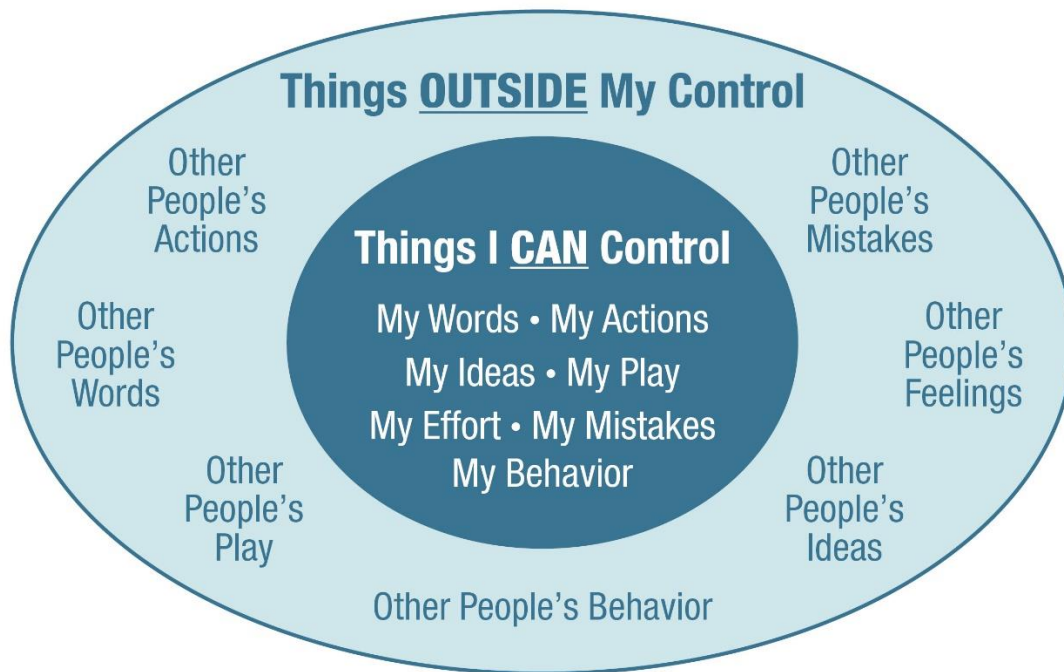 Things OUTSIDE My Control
Other
People’s
Actions
Other
People’s
Mistakes
Things I CAN Control
My Words • My Actions
My Ideas • My Play
My Effort • My Mistakes
My Behavior
Other
People’s
Words
Other
People’s
Feelings
Other
People’s
Play
Other
People’s
Ideas
Other People’s Behavior